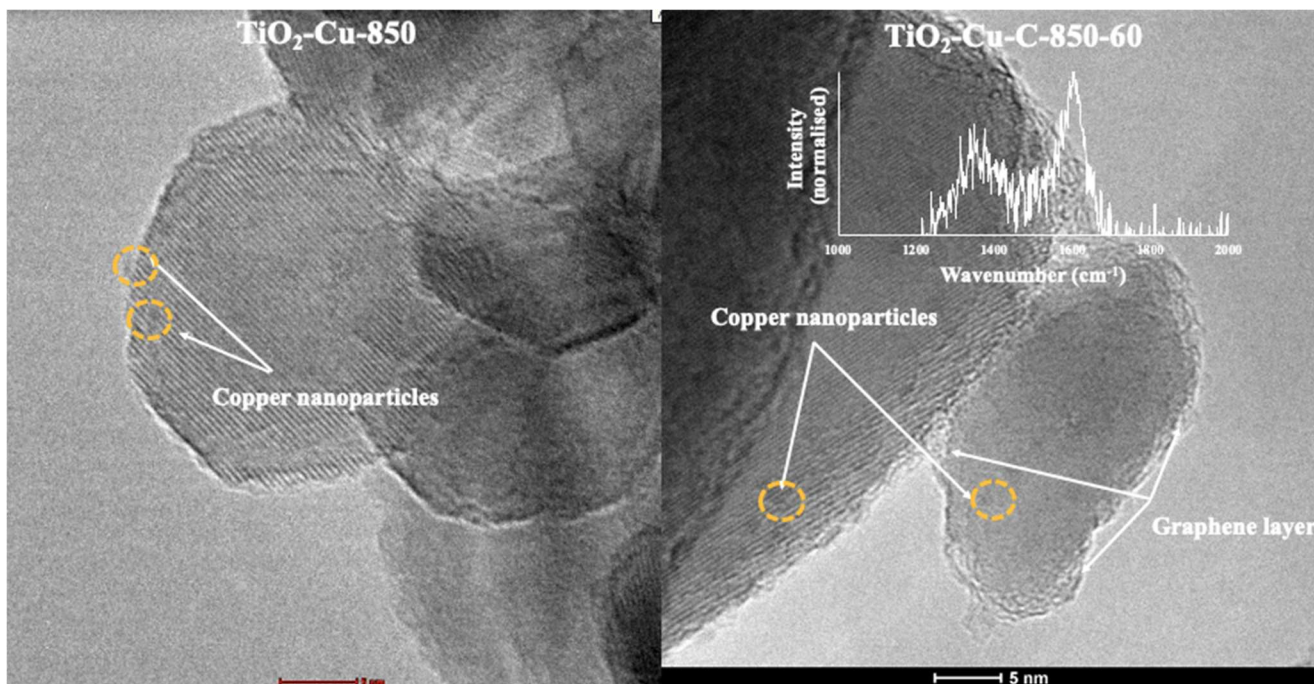 TiO₂-Cu-850
Copper nanoparticles
TiO₂-Cu-C-850-60
Intensity
(normalised)
1000 1200 1400 1600 1800 2000
Wavenumber (cm⁻¹)
Copper nanoparticles
Graphene layer
5 nm